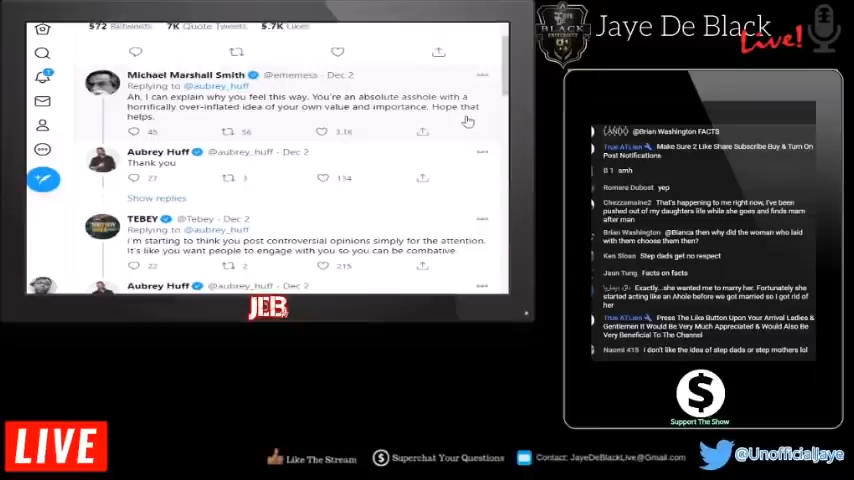 572 Retweets 7K Quote Tweets 5.7K Likes
Michael Marshall Smith @ememess - Dec 2
Replying to @aubrey_huff
Ah, I can explain why you feel this way. You're an absolute asshole with a
horrifically over-inflated idea of your own value and importance. Hope that
helps.
45 56 3.1K
Aubrey Huff @aubrey_huff - Dec 2
Thank you
27 3 134
Show replies
TEBEY @Tebey - Dec 2
Replying to @aubrey_huff
I'm starting to think you post controversial opinions simply for the attention.
It's like you want people to engage with you so you can be combative.
22 2 215
Aubrey Huff @aubrey_huff - Dec 2
JEB
BLACK
UNIVERSITY
Jaye De Black
Live!
@Brian Washington FACTS
True ATLien Make Sure 2 Like Share Subscribe Buy & Turn On
Post Notifications
B 1 smh
Romere Dubost yep
Chezzamaine2 That's happening to me right now, I've been
pushed out of my daughters life while she goes and finds mam
after man
Brian Washington @Bianca then why did the woman who laid
with them choose them then?
Ken Sloan Step dads get no respect
Jaun Tung Facts on facts
Exactly...she wanted me to marry her. Fortunately she
started acting like an Ahole before we got married so I got rid of
her
True ATLien Press The Like Button Upon Your Arrival Ladies &
Gentlemen It Would Be Very Much Appreciated & Would Also Be
Very Beneficial To The Channel
Naomi 415 I don't like the idea of step dads or step mothers lol
$
Support The Show
LIVE
Like The Stream
$ Superchat Your Questions
Contact: JayeDeBlackLive@Gmail.com
@UnofficialJaye